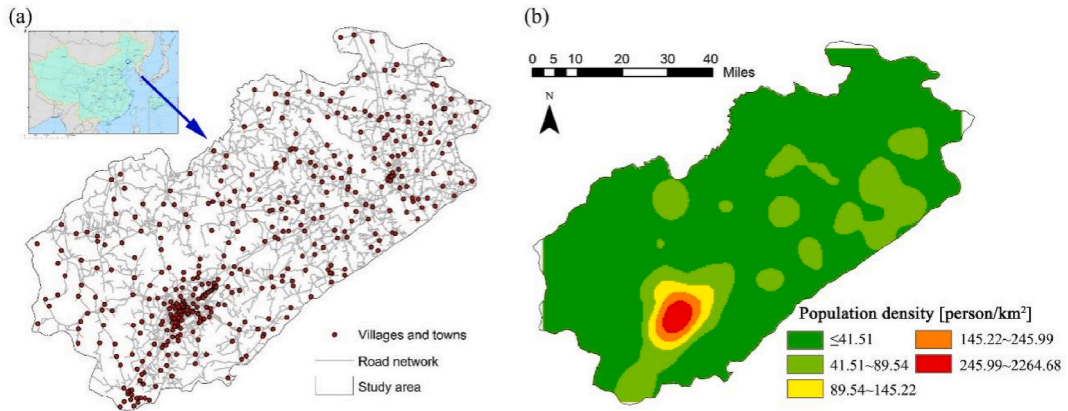 (a)
Villages and towns
Road network
Study area
(b)
0 5 10 20 30 40
Miles
N
Population density [person/km²]
≤41.51
41.51~89.54
89.54~145.22
145.22~245.99
245.99~2264.68